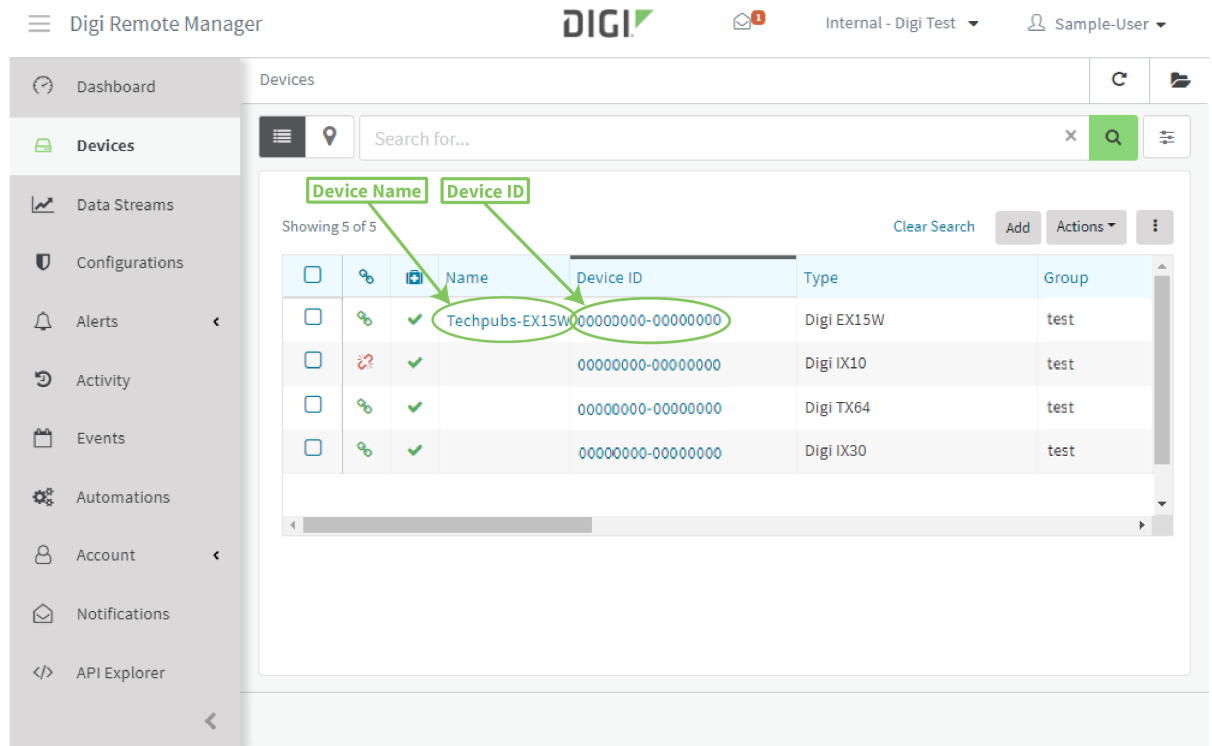 Digi Remote Manager
DIGI
1
Internal - Digi Test
Sample-User
Dashboard
Devices
Data Streams
Configurations
Alerts
Activity
Events
Automations
Account
Notifications
API Explorer
Devices
Search for...
Device Name
Device ID
Showing 5 of 5
Clear Search
Add
Actions
Name Device ID Type Group
Techpubs-EX15W 00000000-00000000 Digi EX15W test
00000000-00000000 Digi IX10 test
00000000-00000000 Digi TX64 test
00000000-00000000 Digi IX30 test